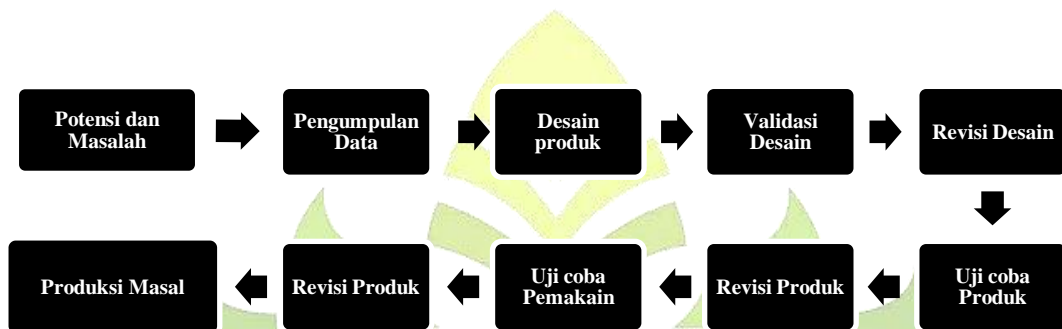 Potensi dan
Masalah
Pengumpulan
Data
Desain
produk
Validasi
Desain
Revisi Desain
Uji coba
Produk
Revisi Produk
Uji coba
Pemakain
Revisi Produk
Produksi Masal